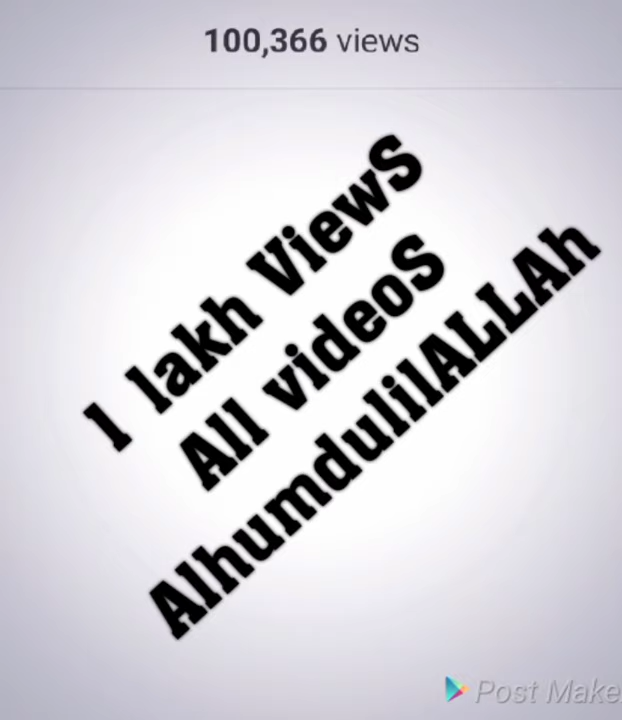 100,366 views
1 lakh ViewS
All videoS
AlhumdulilALLAh
Post Make